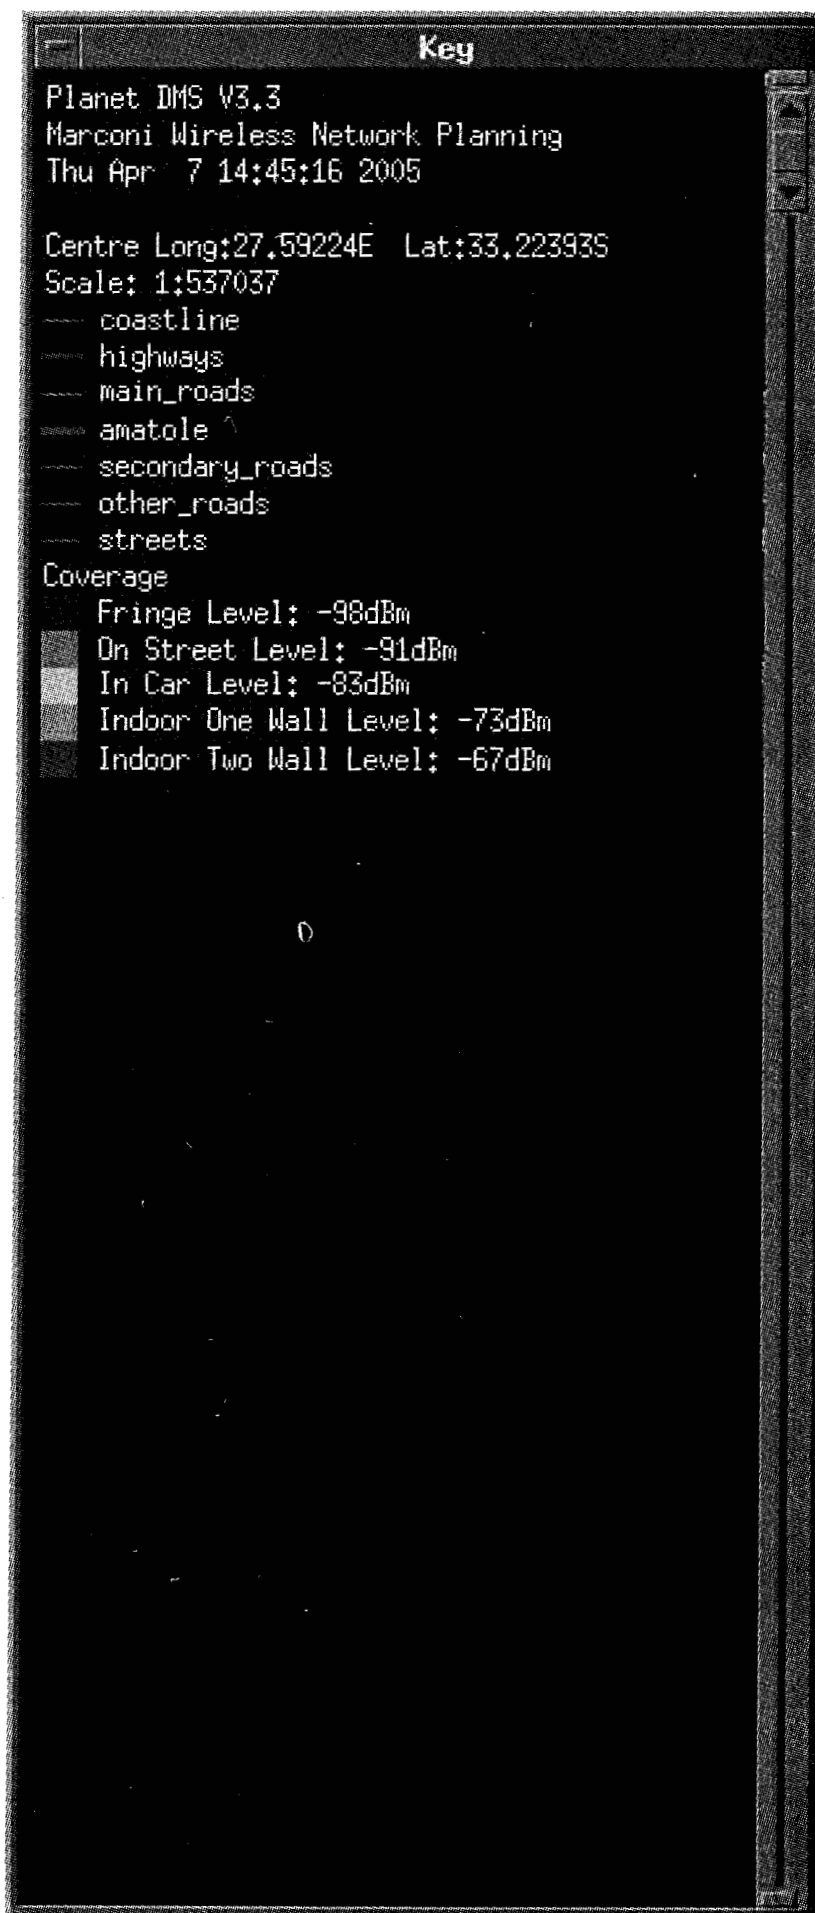 Key
Planet DMS V3.3
Marconi Wireless Network Planning
Thu Apr  7 14:45:16 2005
Centre Long:27.59224E  Lat:33.22393S
Scale: 1:537037
coastline
highways
main_roads
amatole
secondary_roads
other_roads
streets
Coverage
Fringe Level: -98dBm
On Street Level: -91dBm
In Car Level: -83dBm
Indoor One Wall Level: -73dBm
Indoor Two Wall Level: -67dBm